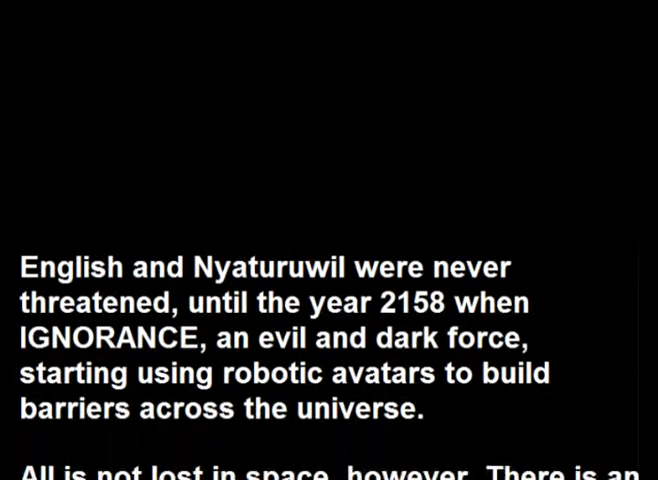 English and Nyaturuwil were never
threatened, until the year 2158 when
IGNORANCE, an evil and dark force,
starting using robotic avatars to build
barriers across the universe.
All is not lost in space, however. There is an